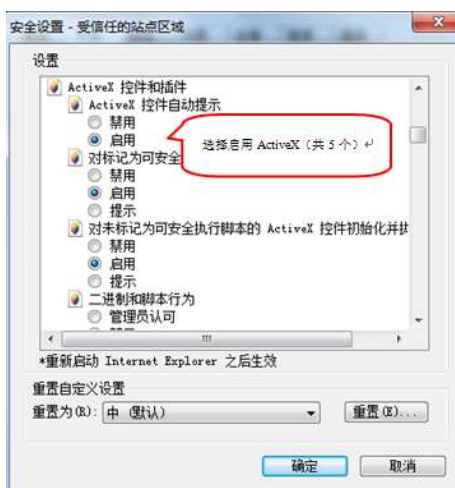 安全设置 - 受信任的站点区域
设置
ActiveX 控件和插件
ActiveX 控件自动提示
禁用
启用
选择启用 ActiveX（共 5 个）↵
对标记为可安全
禁用
启用
提示
对未标记为可安全执行脚本的 ActiveX 控件初始化并执
禁用
启用
提示
二进制和脚本行为
管理员认可
*重新启动 Internet Explorer 之后生效
重置自定义设置
重置为(R):
中 (默认)
重置(E)...
确定
取消